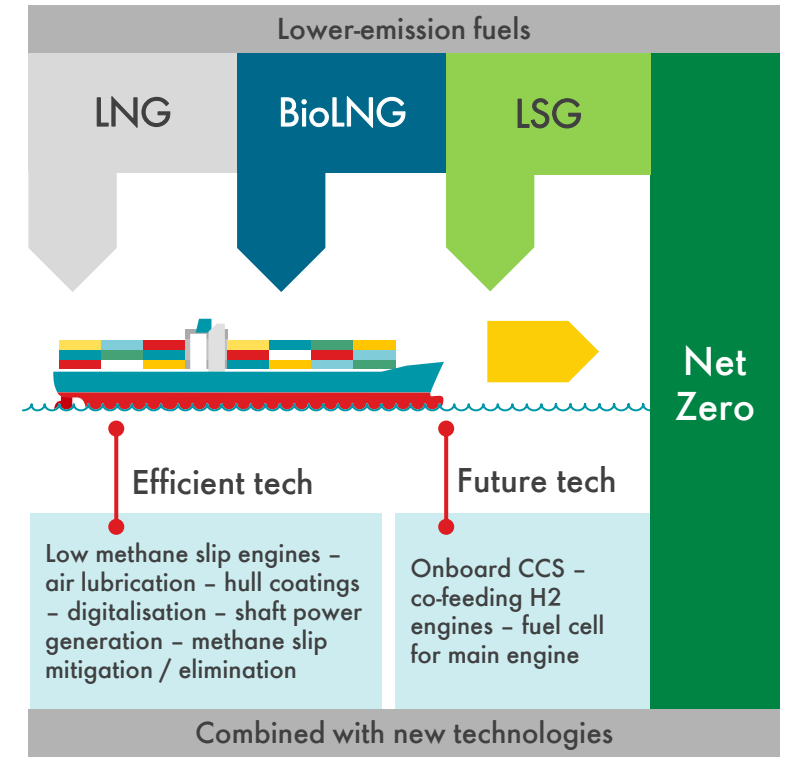 Lower-emission fuels
LNG
BioLNG
LSG
Net
Zero
Efficient tech
Future tech
Low methane slip engines –
air lubrication – hull coatings
– digitalisation – shaft power
generation – methane slip
mitigation / elimination
Onboard CCS –
co-feeding H2
engines – fuel cell
for main engine
Combined with new technologies